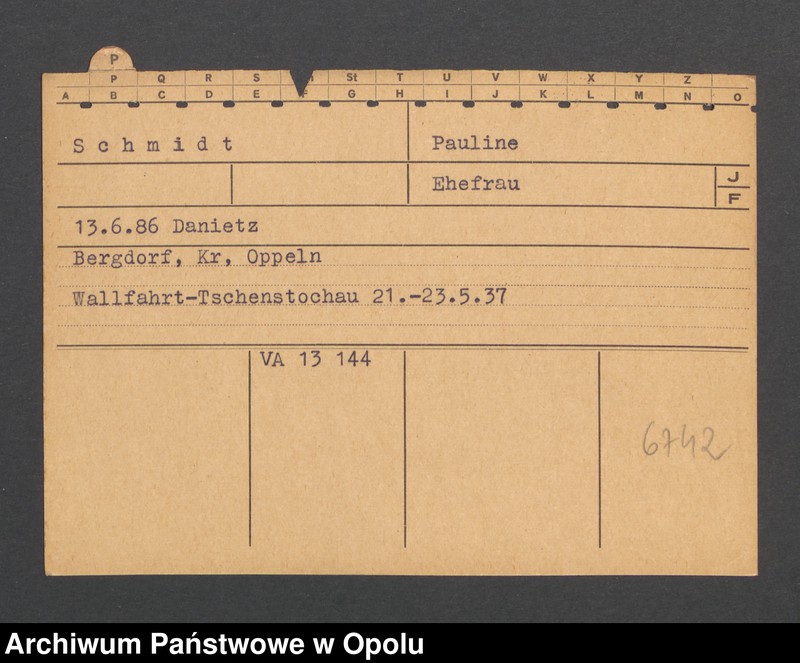 P
P Q R S St T U V W X Y Z
A B C D E F G H I J K L M N O
Schmidt Pauline
Ehefrau J
F
13.6.86 Danietz
Bergdorf, Kr, Oppeln
Wallfahrt-Tschenstochau 21.-23.5.37
VA 13 144
6742
Archiwum Państwowe w Opolu